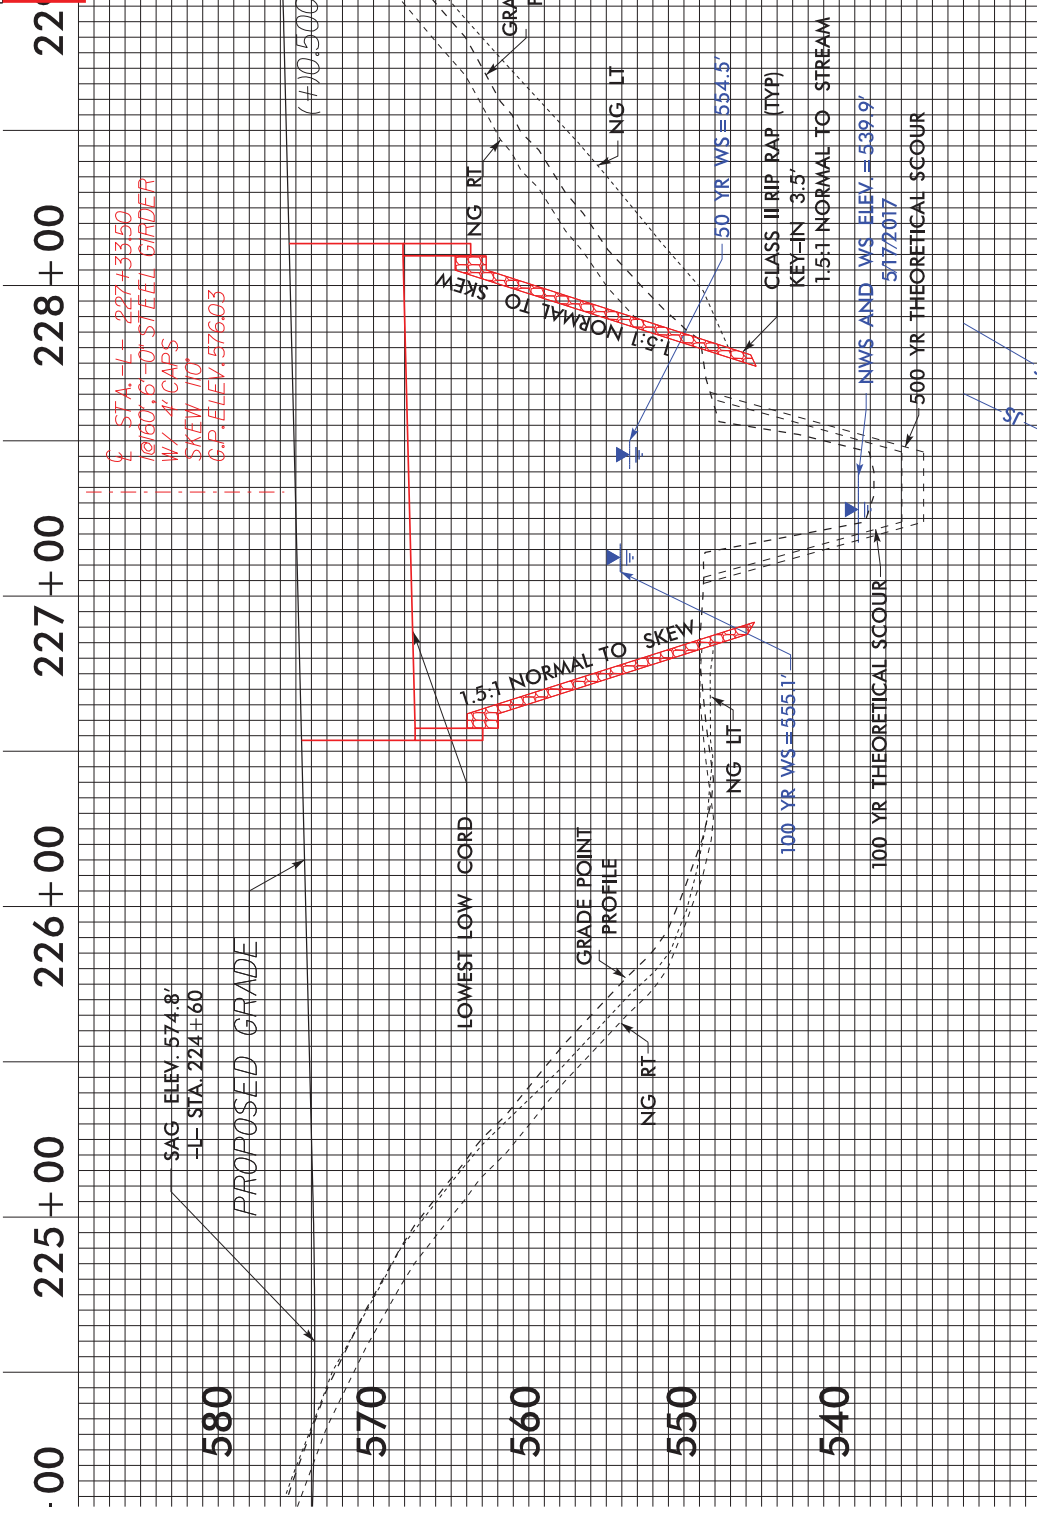 ℄ STA. -L- 227+33.50
1@160', 6'-0" STEEL GIRDER
W/ 4' CAPS
SKEW 110°
G.P. ELEV. 576.03
(+)0.500
SAG ELEV. 574.8'
-L- STA. 224+60
PROPOSED GRADE
LOWEST LOW CORD
GRADE POINT
PROFILE
NG RT
NG LT
1.5:1 NORMAL TO SKEW
1.5:1 NORMAL TO SKEW
NG RT
NG LT
50 YR WS=554.5'
CLASS II RIP RAP (TYP)
KEY-IN 3.5'
1.5:1 NORMAL TO STREAM
NWS AND WS ELEV.=539.9'
5/17/2017
500 YR THEORETICAL SCOUR
100 YR WS=555.1'
100 YR THEORETICAL SCOUR
GRA
JS
580
570
560
550
540
+00
225+00
226+00
227+00
228+00
22